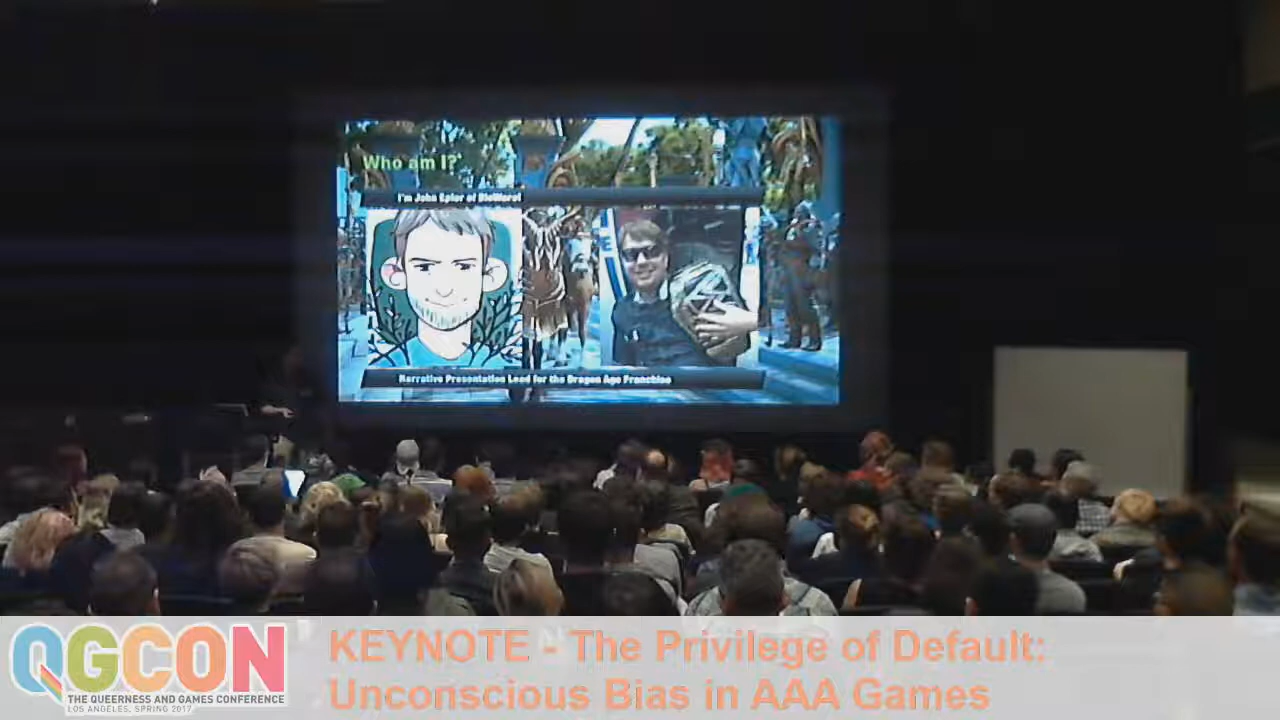 Who am I?
I'm John Epler of BioWare!
Narrative Presentation Lead for the Dragon Age Franchise
QGCON
THE QUEERNESS AND GAMES CONFERENCE
LOS ANGELES, SPRING 2017
KEYNOTE - The Privilege of Default:
Unconscious Bias in AAA Games